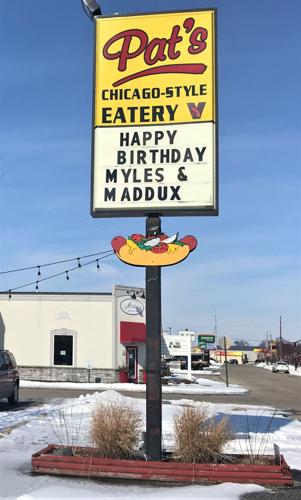 Pat's
CHICAGO-STYLE
EATERY
HAPPY
BIRTHDAY
MYLES &
MADDUX